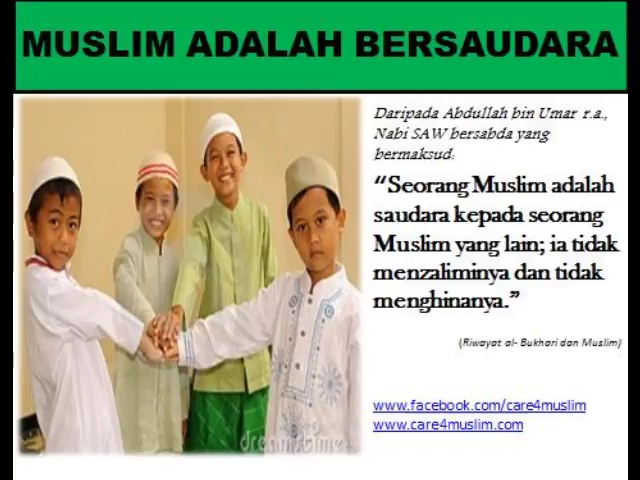 MUSLIM ADALAH BERSAUDARA
Daripada Abdullah bin Umar r.a.,
Nabi SAW bersabda yang
bermaksud:
“Seorang Muslim adalah
saudara kepada seorang
Muslim yang lain; ia tidak
menzaliminya dan tidak
menghinanya.”
(Riwayat al- Bukhari dan Muslim)
www.facebook.com/care4muslim
www.care4muslim.com
dreamstime